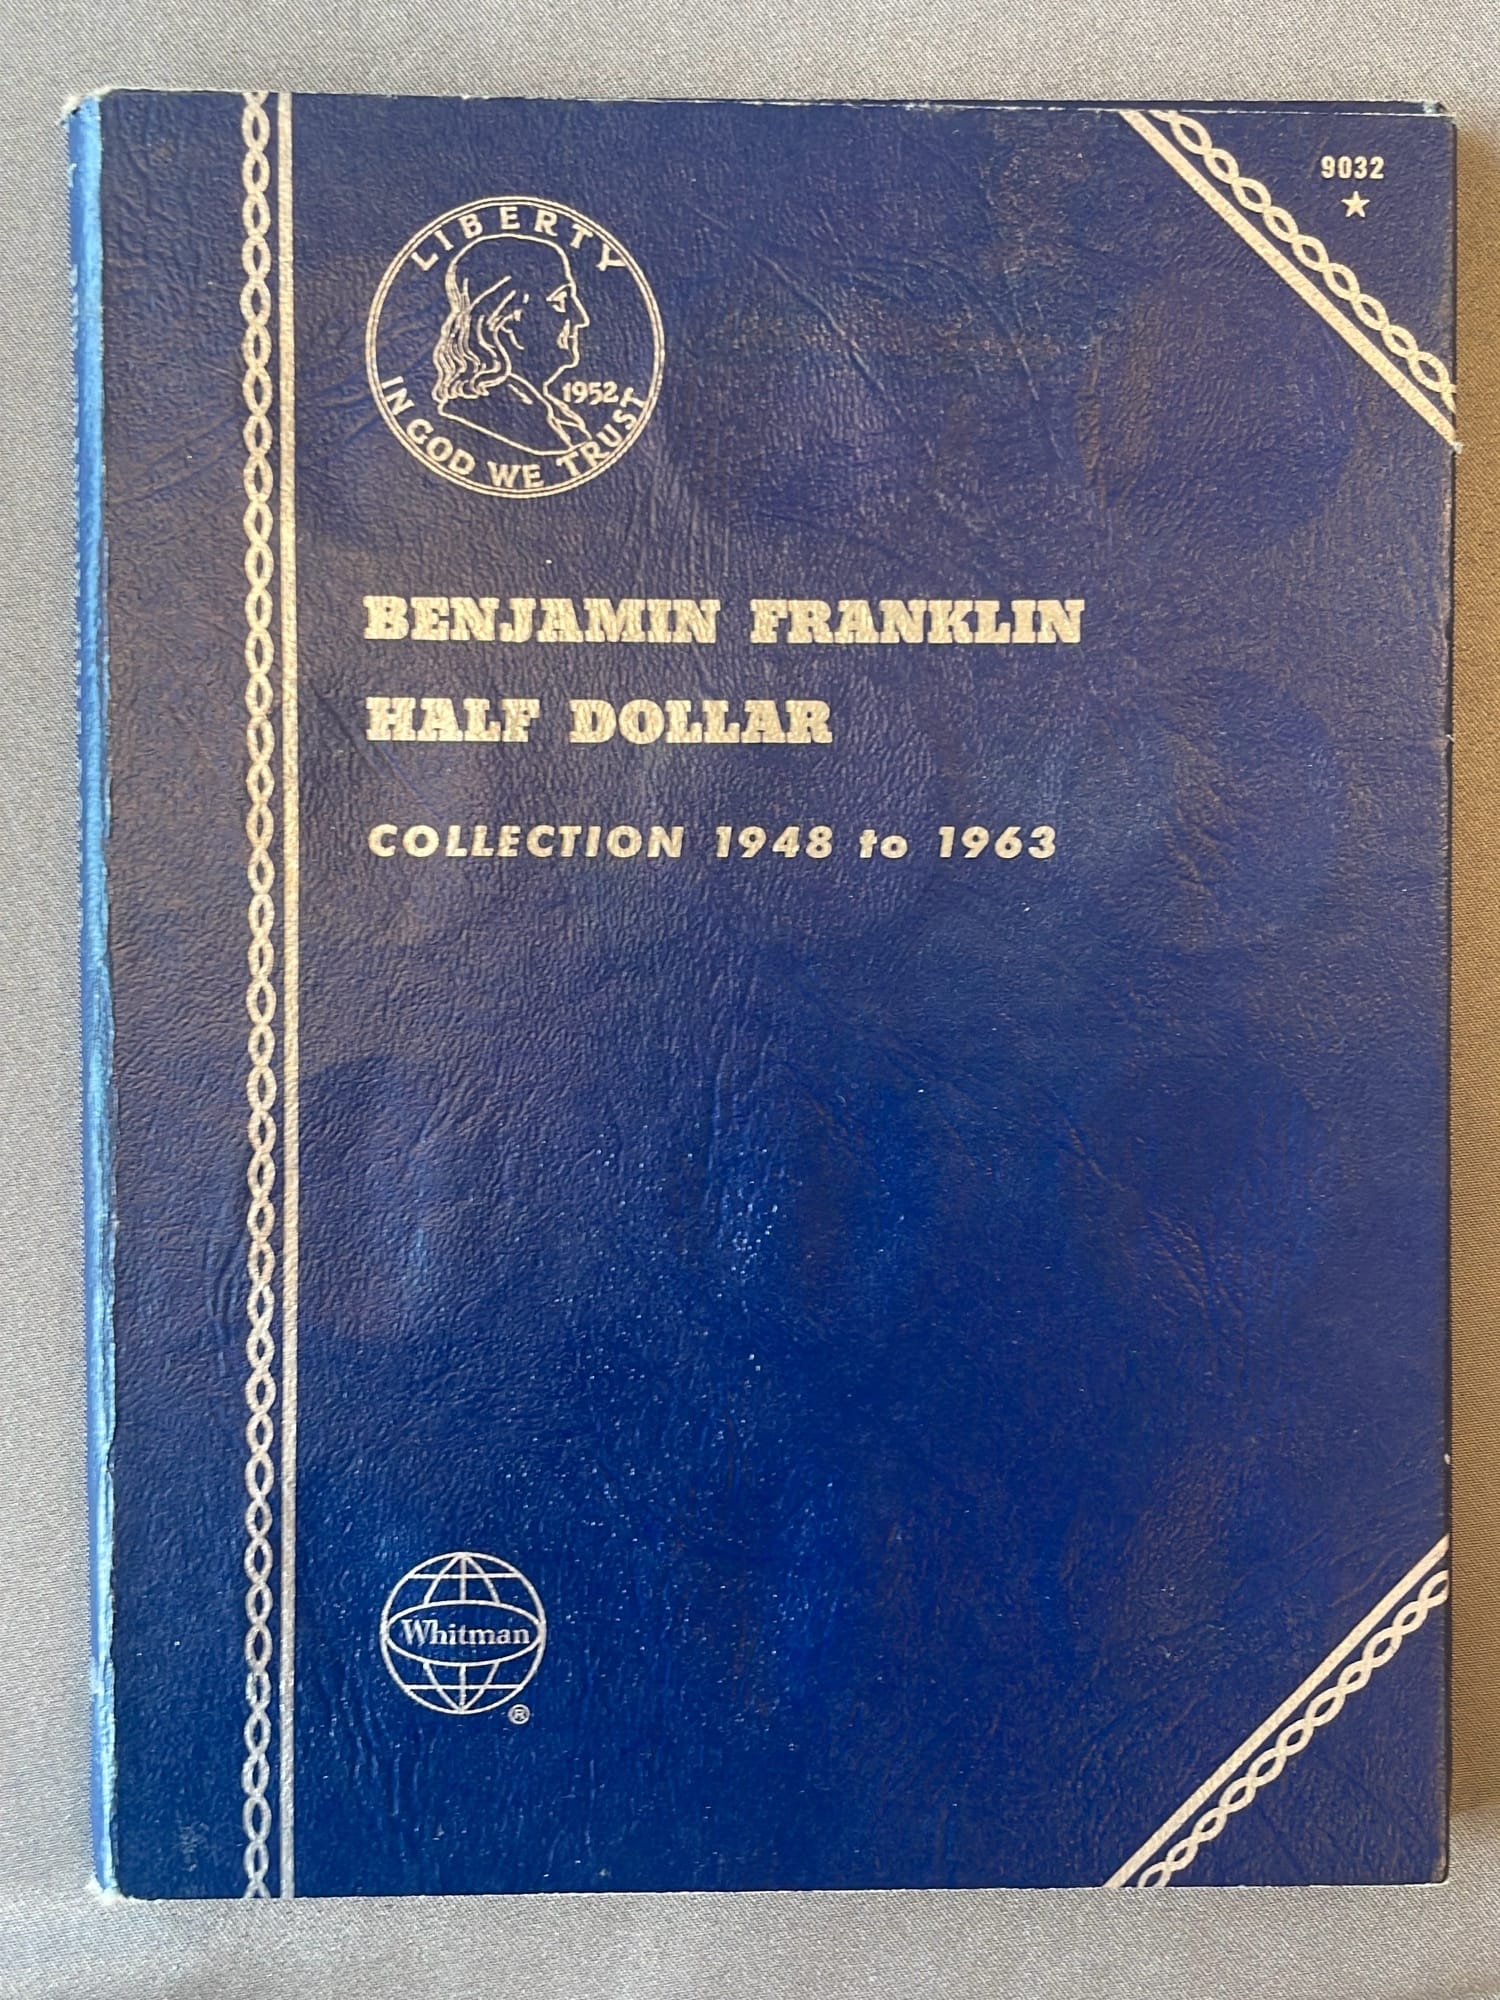 9032
LIBERTY
1952
IN GOD WE TRUST
BENJAMIN FRANKLIN
HALF DOLLAR
COLLECTION 1948 to 1963
Whitman
®